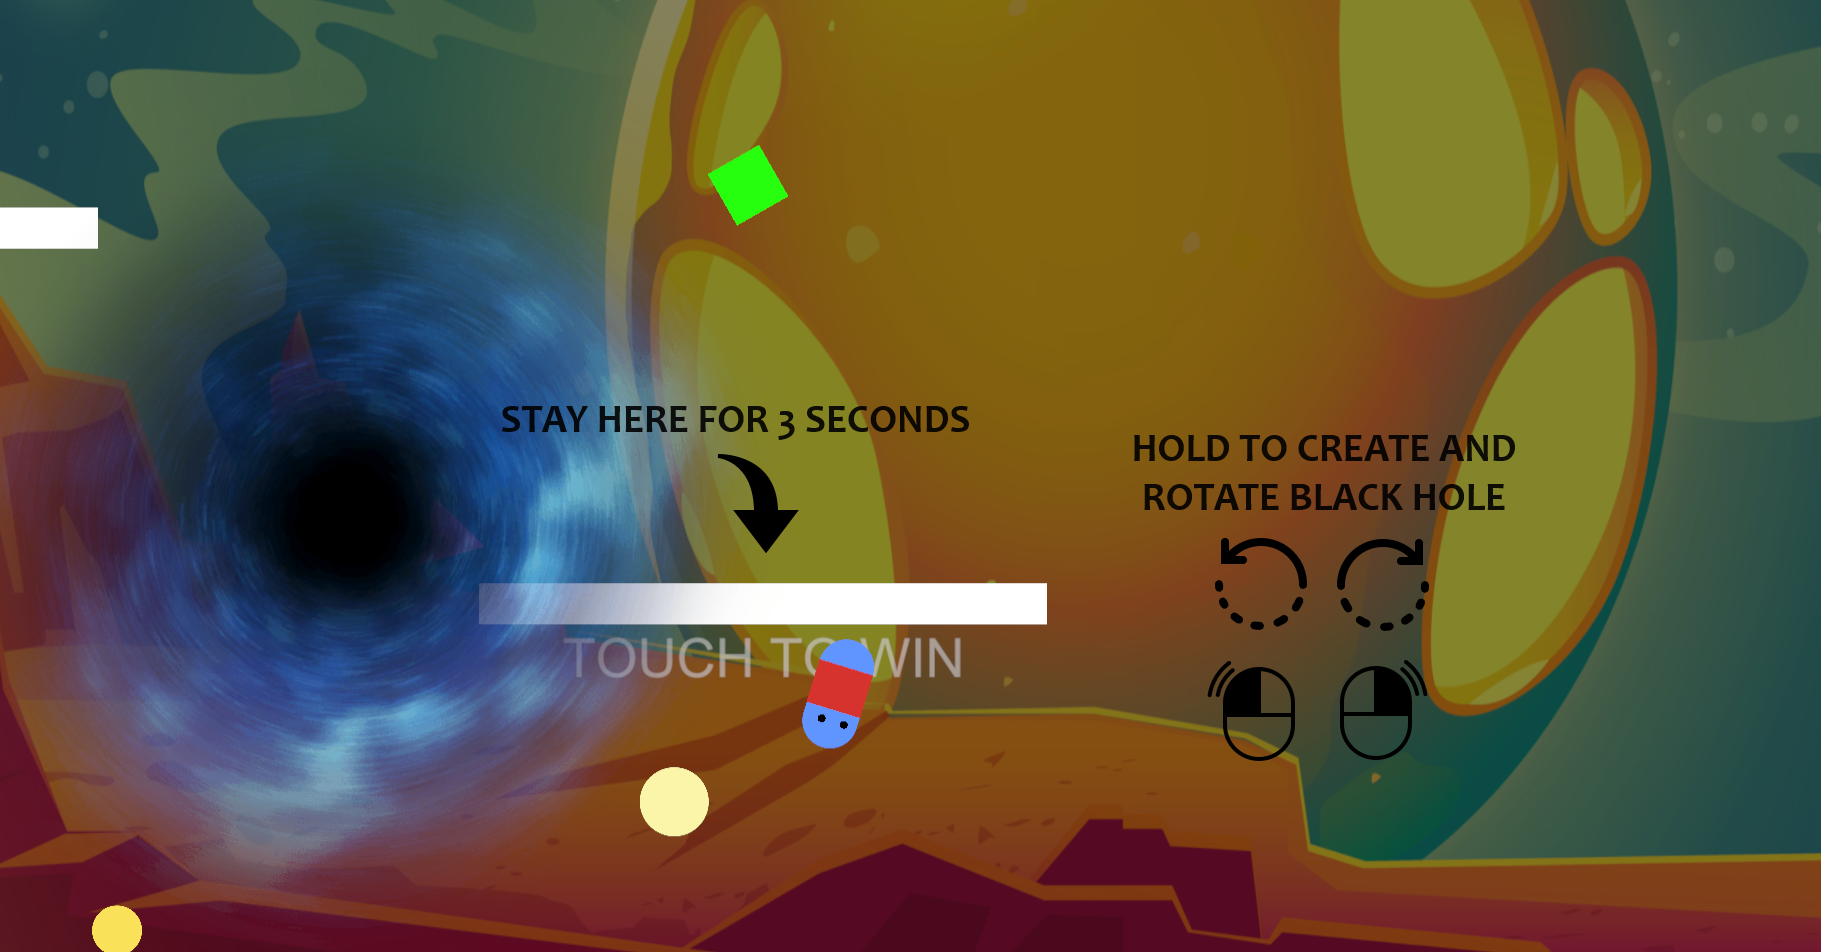 STAY HERE FOR 3 SECONDS
HOLD TO CREATE AND
ROTATE BLACK HOLE
TOUCH TO WIN